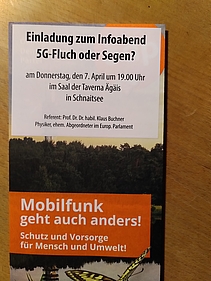 Einladung zum Infoabend
5G-Fluch oder Segen?
am Donnerstag, den 7. April um 19.00 Uhr
im Saal der Taverna Ägäis
in Schnaitsee
Referent: Prof. Dr. Dr. habil. Klaus Buchner
Physiker, ehem. Abgeordneter im Europ. Parlament
Mobilfunk
geht auch anders!
Schutz und Vorsorge
für Mensch und Umwelt!